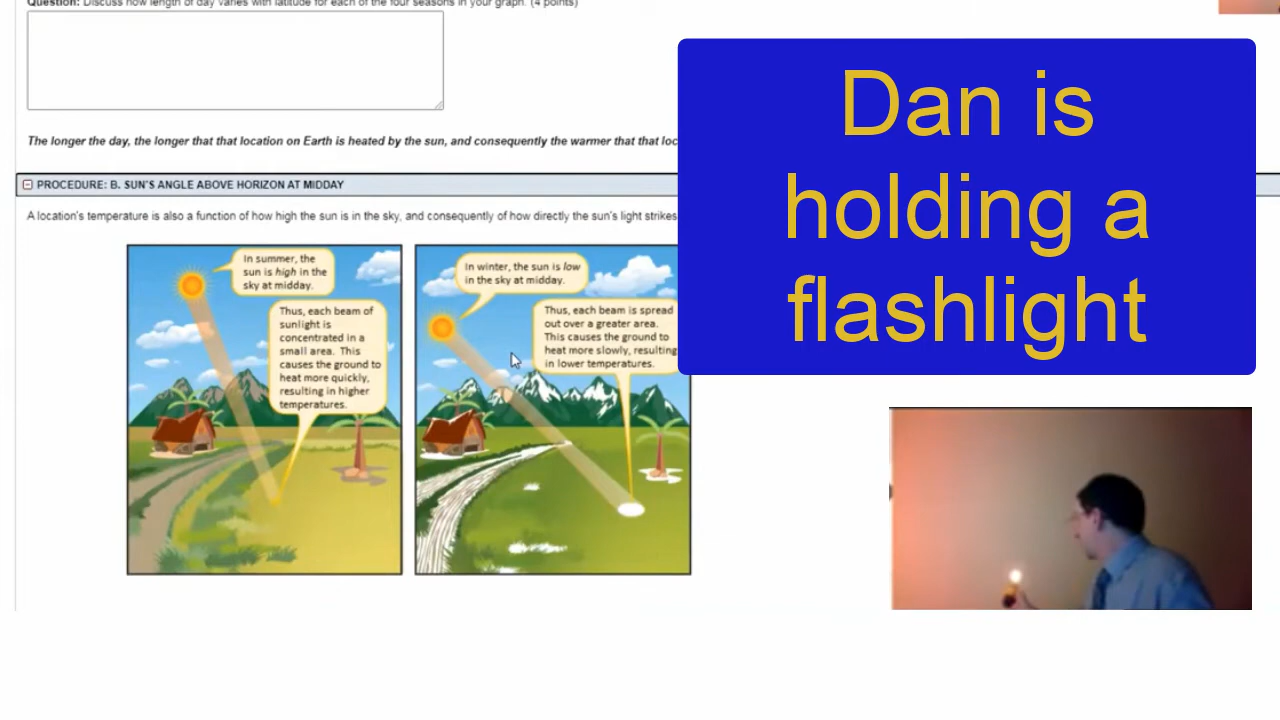 Question: Discuss how length of day varies with latitude for each of the four seasons in your graph. (4 points)
The longer the day, the longer that that location on Earth is heated by the sun, and consequently the warmer that that loc
PROCEDURE: B. SUN'S ANGLE ABOVE HORIZON AT MIDDAY
A location's temperature is also a function of how high the sun is in the sky, and consequently of how directly the sun's light strikes
In summer, the
sun is high in the
sky at midday.
Thus, each beam of
sunlight is
concentrated in a
small area. This
causes the ground to
heat more quickly,
resulting in higher
temperatures.
In winter, the sun is low
in the sky at midday.
Thus, each beam is spread
out over a greater area.
This causes the ground to
heat more slowly, resulting
in lower temperatures.
Dan is
holding a
flashlight